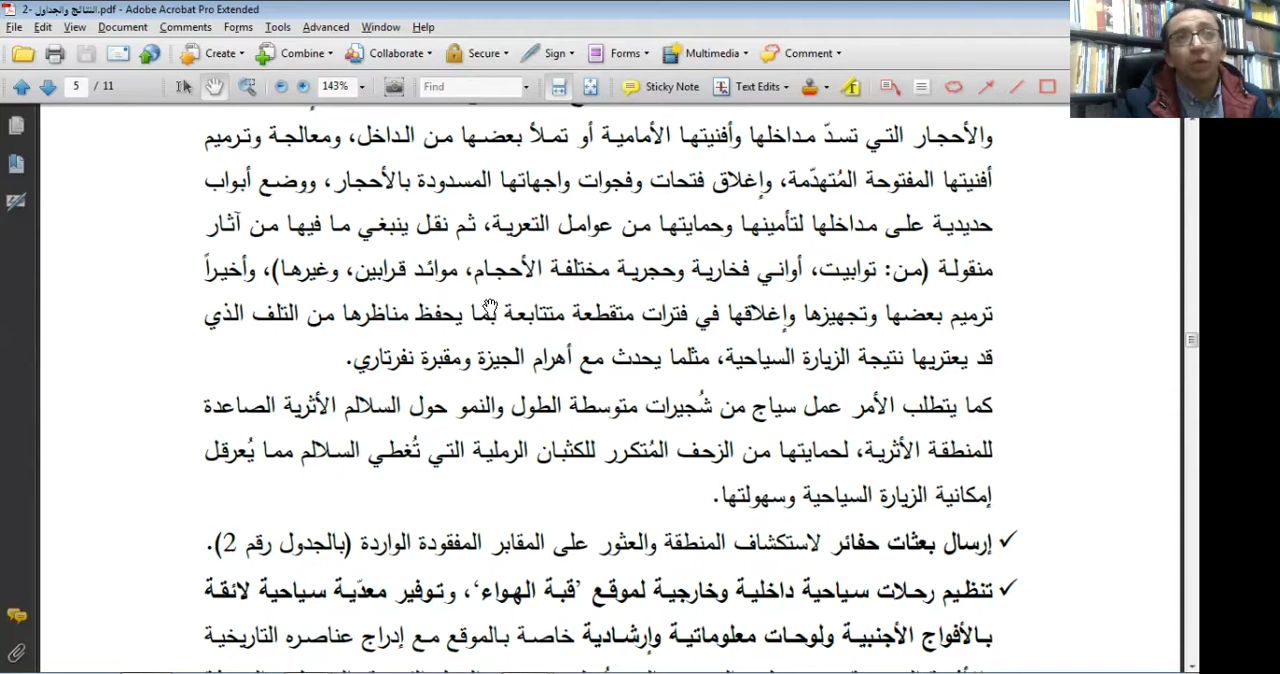 2- النتائج والجداول.pdf - Adobe Acrobat Pro Extended
File Edit View Document Comments Forms Tools Advanced Window Help
Create Combine Collaborate Secure Sign Forms Multimedia Comment
5 / 11 143% Find Sticky Note Text Edits
والأحجار التي تسدّ مداخلها وأفنيتها الأمامية أو تملأ بعضها من الداخل، ومعالجة وترميم
أفنيتها المفتوحة المُتهدّمة، وإغلاق فتحات وفجوات واجهاتها المسدودة بالأحجار، ووضع أبواب
حديدية على مداخلها لتأمينها وحمايتها من عوامل التعرية، ثم نقل ينبغي ما فيها من آثار
منقولة (من: توابيت، أواني فخارية وحجرية مختلفة الأحجام، موائد قرابين، وغيرها)، وأخيراً
ترميم بعضها وتجهيزها وإغلاقها في فترات متقطعة متتابعة بما يحفظ مناظرها من التلف الذي
قد يعتريها نتيجة الزيارة السياحية، مثلما يحدث مع أهرام الجيزة ومقبرة نفرتاري.
كما يتطلب الأمر عمل سياج من شُجيرات متوسطة الطول والنمو حول السلالم الأثرية الصاعدة
للمنطقة الأثرية، لحمايتها من الزحف المُتكرر للكثبان الرملية التي تُغطي السلالم مما يُعرقل
إمكانية الزيارة السياحية وسهولتها.
✓ إرسال بعثات حفائر لاستكشاف المنطقة والعثور على المقابر المفقودة الواردة (بالجدول رقم 2).
✓ تنظيم رحلات سياحية داخلية وخارجية لموقع ’قبة الهواء‘، وتوفير معدّية سياحية لائقة
بالأفواج الأجنبية ولوحات معلوماتية وإرشادية خاصة بالموقع مع إدراج عناصره التاريخية